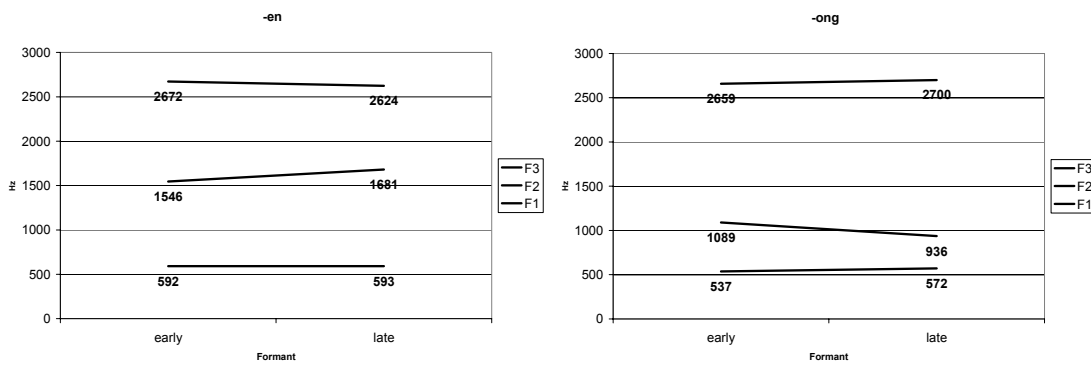 -en
3000
2500
2000
1500
1000
500
0
Hz
2672
2624
1546
1681
592
593
early
late
Formant
F3
F2
F1
-ong
3000
2500
2000
1500
1000
500
0
Hz
2659
2700
1089
936
537
572
early
late
Formant
F3
F2
F1